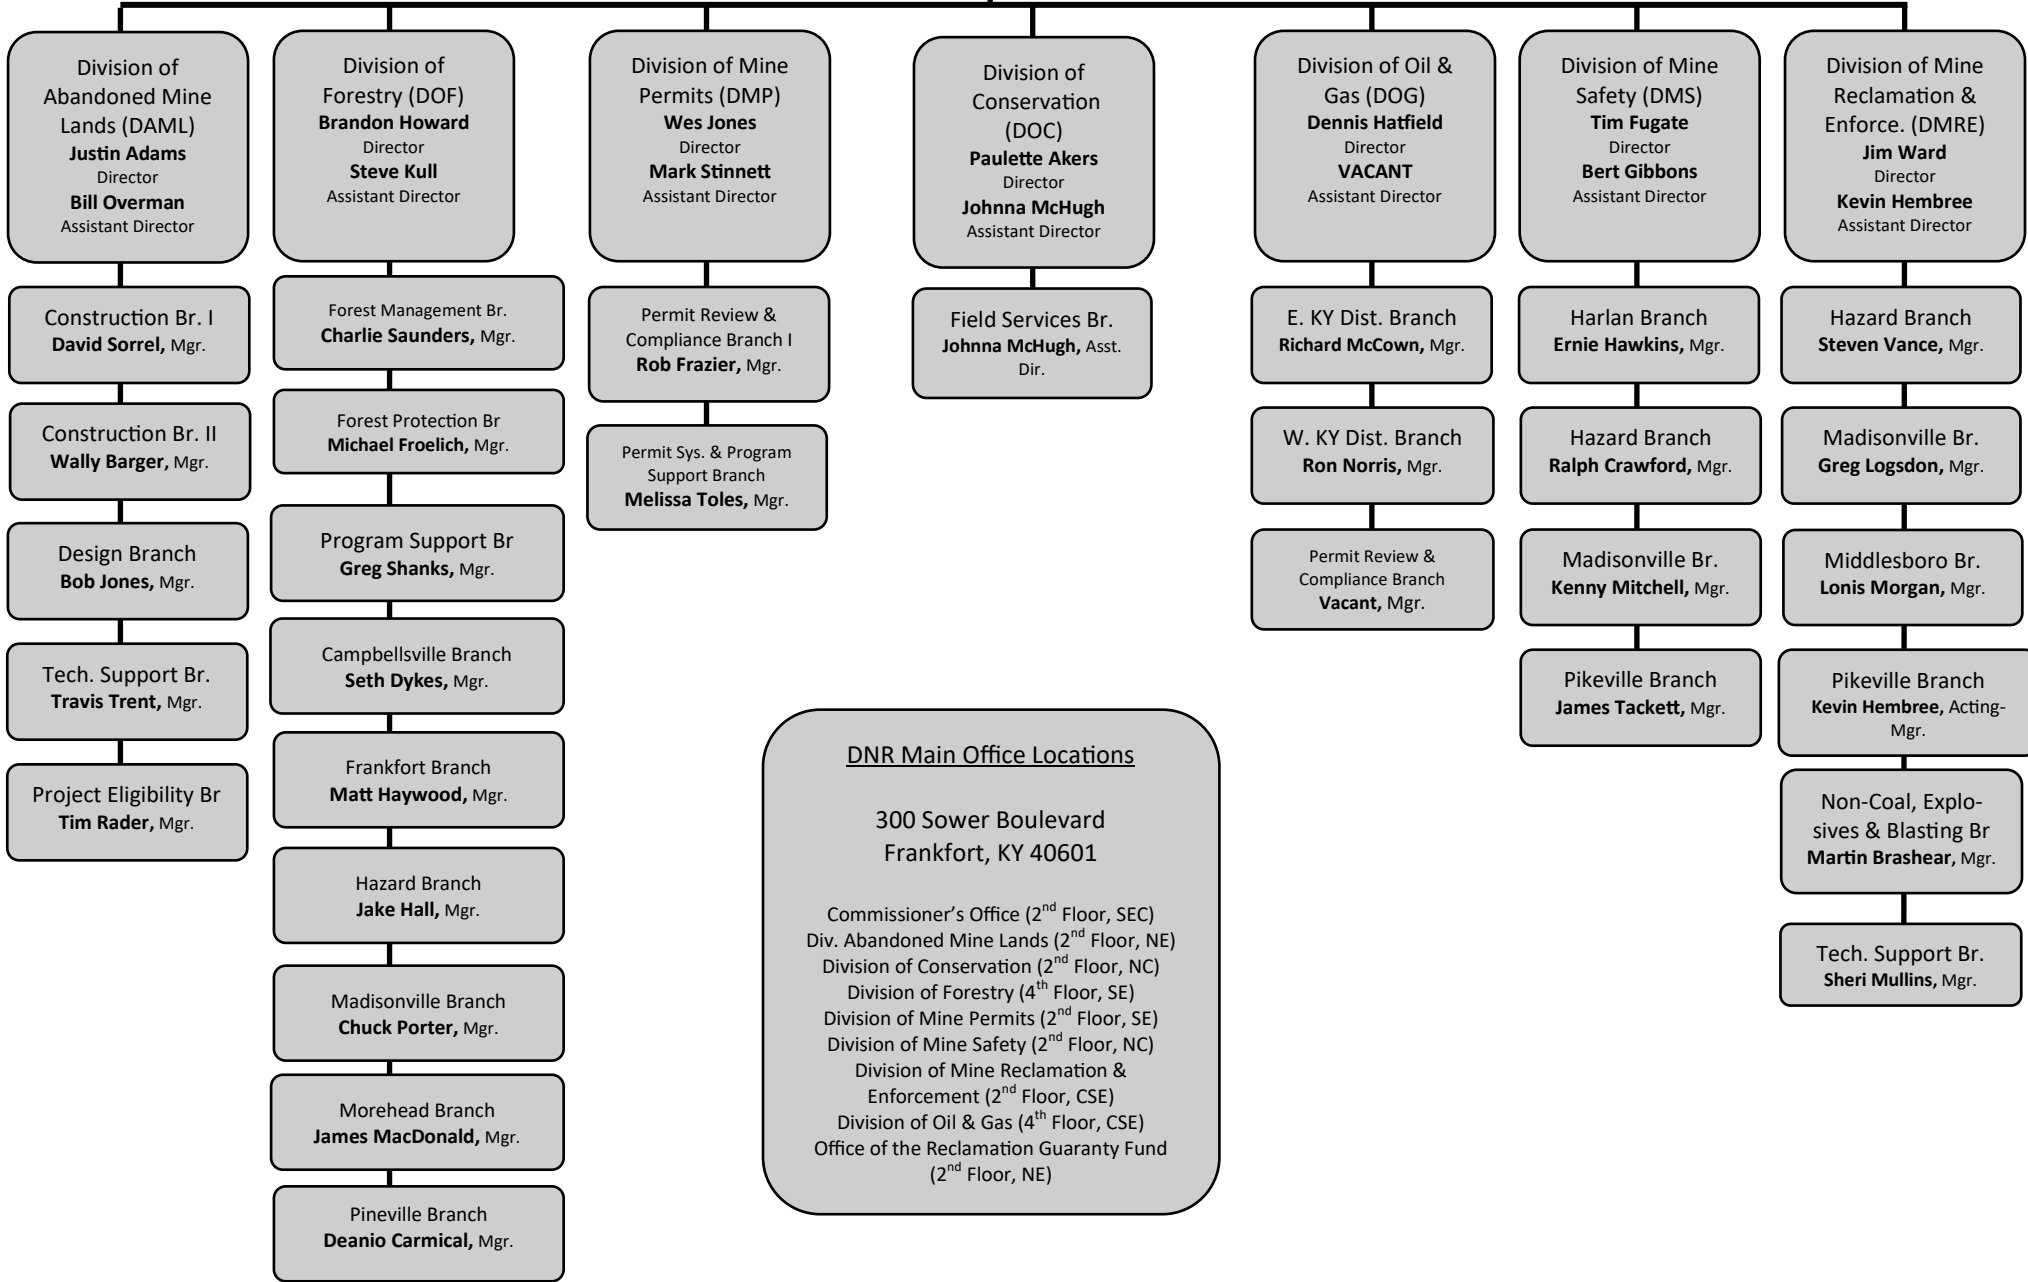 Division of
Abandoned Mine
Lands (DAML)
Justin Adams
Director
Bill Overman
Assistant Director
Construction Br. I
David Sorrel, Mgr.
Construction Br. II
Wally Barger, Mgr.
Design Branch
Bob Jones, Mgr.
Tech. Support Br.
Travis Trent, Mgr.
Project Eligibility Br
Tim Rader, Mgr.
Division of
Forestry (DOF)
Brandon Howard
Director
Steve Kull
Assistant Director
Forest Management Br.
Charlie Saunders, Mgr.
Forest Protection Br
Michael Froelich, Mgr.
Program Support Br
Greg Shanks, Mgr.
Campbellsville Branch
Seth Dykes, Mgr.
Frankfort Branch
Matt Haywood, Mgr.
Hazard Branch
Jake Hall, Mgr.
Madisonville Branch
Chuck Porter, Mgr.
Morehead Branch
James MacDonald, Mgr.
Pineville Branch
Deanio Carmical, Mgr.
Division of Mine
Permits (DMP)
Wes Jones
Director
Mark Stinnett
Assistant Director
Permit Review &
Compliance Branch I
Rob Frazier, Mgr.
Permit Sys. & Program
Support Branch
Melissa Toles, Mgr.
Division of
Conservation
(DOC)
Paulette Akers
Director
Johnna McHugh
Assistant Director
Field Services Br.
Johnna McHugh, Asst.
Dir.
Division of Oil &
Gas (DOG)
Dennis Hatfield
Director
VACANT
Assistant Director
E. KY Dist. Branch
Richard McCown, Mgr.
W. KY Dist. Branch
Ron Norris, Mgr.
Permit Review &
Compliance Branch
Vacant, Mgr.
Division of Mine
Safety (DMS)
Tim Fugate
Director
Bert Gibbons
Assistant Director
Harlan Branch
Ernie Hawkins, Mgr.
Hazard Branch
Ralph Crawford, Mgr.
Madisonville Br.
Kenny Mitchell, Mgr.
Pikeville Branch
James Tackett, Mgr.
Division of Mine
Reclamation &
Enforce. (DMRE)
Jim Ward
Director
Kevin Hembree
Assistant Director
Hazard Branch
Steven Vance, Mgr.
Madisonville Br.
Greg Logsdon, Mgr.
Middlesboro Br.
Lonis Morgan, Mgr.
Pikeville Branch
Kevin Hembree, Acting-
Mgr.
Non-Coal, Explo-
sives & Blasting Br
Martin Brashear, Mgr.
Tech. Support Br.
Sheri Mullins, Mgr.
DNR Main Office Locations
300 Sower Boulevard
Frankfort, KY 40601
Commissioner’s Office (2nd Floor, SEC)
Div. Abandoned Mine Lands (2nd Floor, NE)
Division of Conservation (2nd Floor, NC)
Division of Forestry (4th Floor, SE)
Division of Mine Permits (2nd Floor, SE)
Division of Mine Safety (2nd Floor, NC)
Division of Mine Reclamation &
Enforcement (2nd Floor, CSE)
Division of Oil & Gas (4th Floor, CSE)
Office of the Reclamation Guaranty Fund
(2nd Floor, NE)